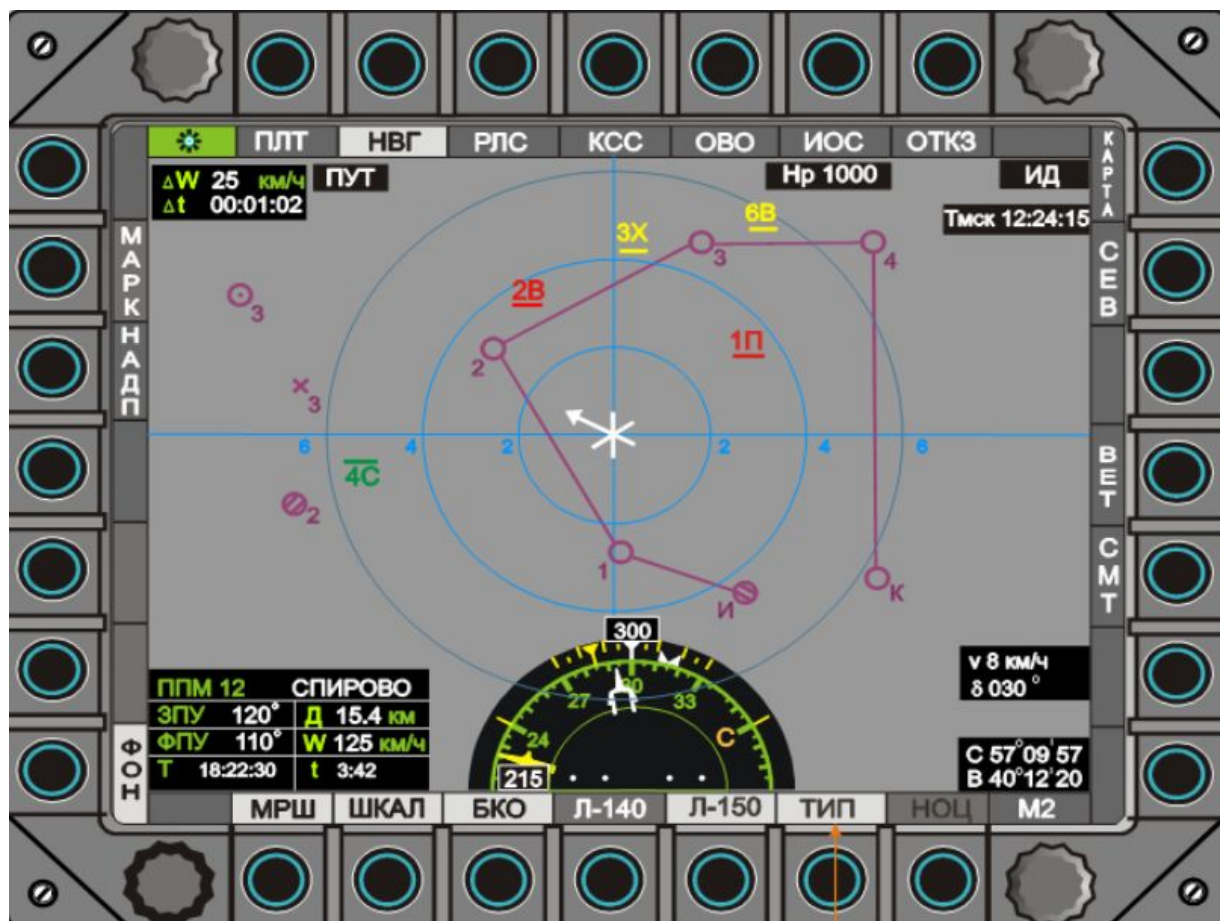 ПЛТ НВГ РЛС КСС ОВО ИОС ОТКЗ
КАРТА
ΔW 25 км/ч
Δt 00:01:02
ПУТ
Нр 1000
ИД
Тмск 12:24:15
МАРК
НАДП
СЕВ
ВЕТ
СМТ
ФОН
6В
3Х
3
4
2В
3
1П
2
3
6 4 2 2 4 6
4С
2
1
И
К
300
27 30 33
24
С
215
v 8 км/ч
δ 030 °
ППМ 12 СПИРОВО
ЗПУ 120° Д 15.4 км
ФПУ 110° W 125 км/ч
Т 18:22:30 t 3:42
С 57°09'57
В 40°12'20
МРШ ШКАЛ БКО Л-140 Л-150 ТИП НОЦ М2